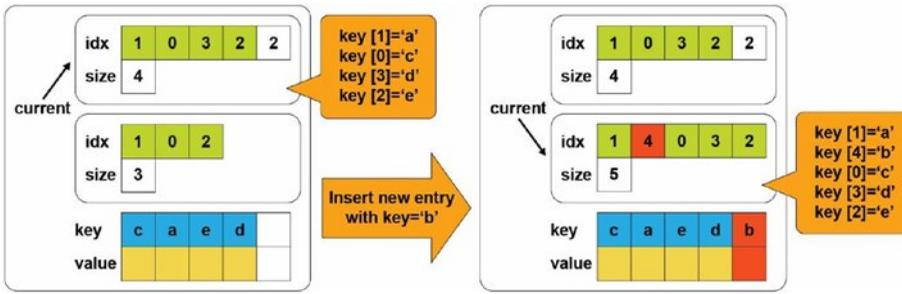 idx 1 0 3 2 2
size 4
current
idx 1 0 2
size 3
key c a e d
value
key [1]=‘a’
key [0]=‘c’
key [3]=‘d’
key [2]=‘e’
Insert new entry
with key=‘b’
idx 1 0 3 2 2
size 4
current
idx 1 4 0 3 2
size 5
key c a e d b
value
key [1]=‘a’
key [4]=‘b’
key [0]=‘c’
key [3]=‘d’
key [2]=‘e’